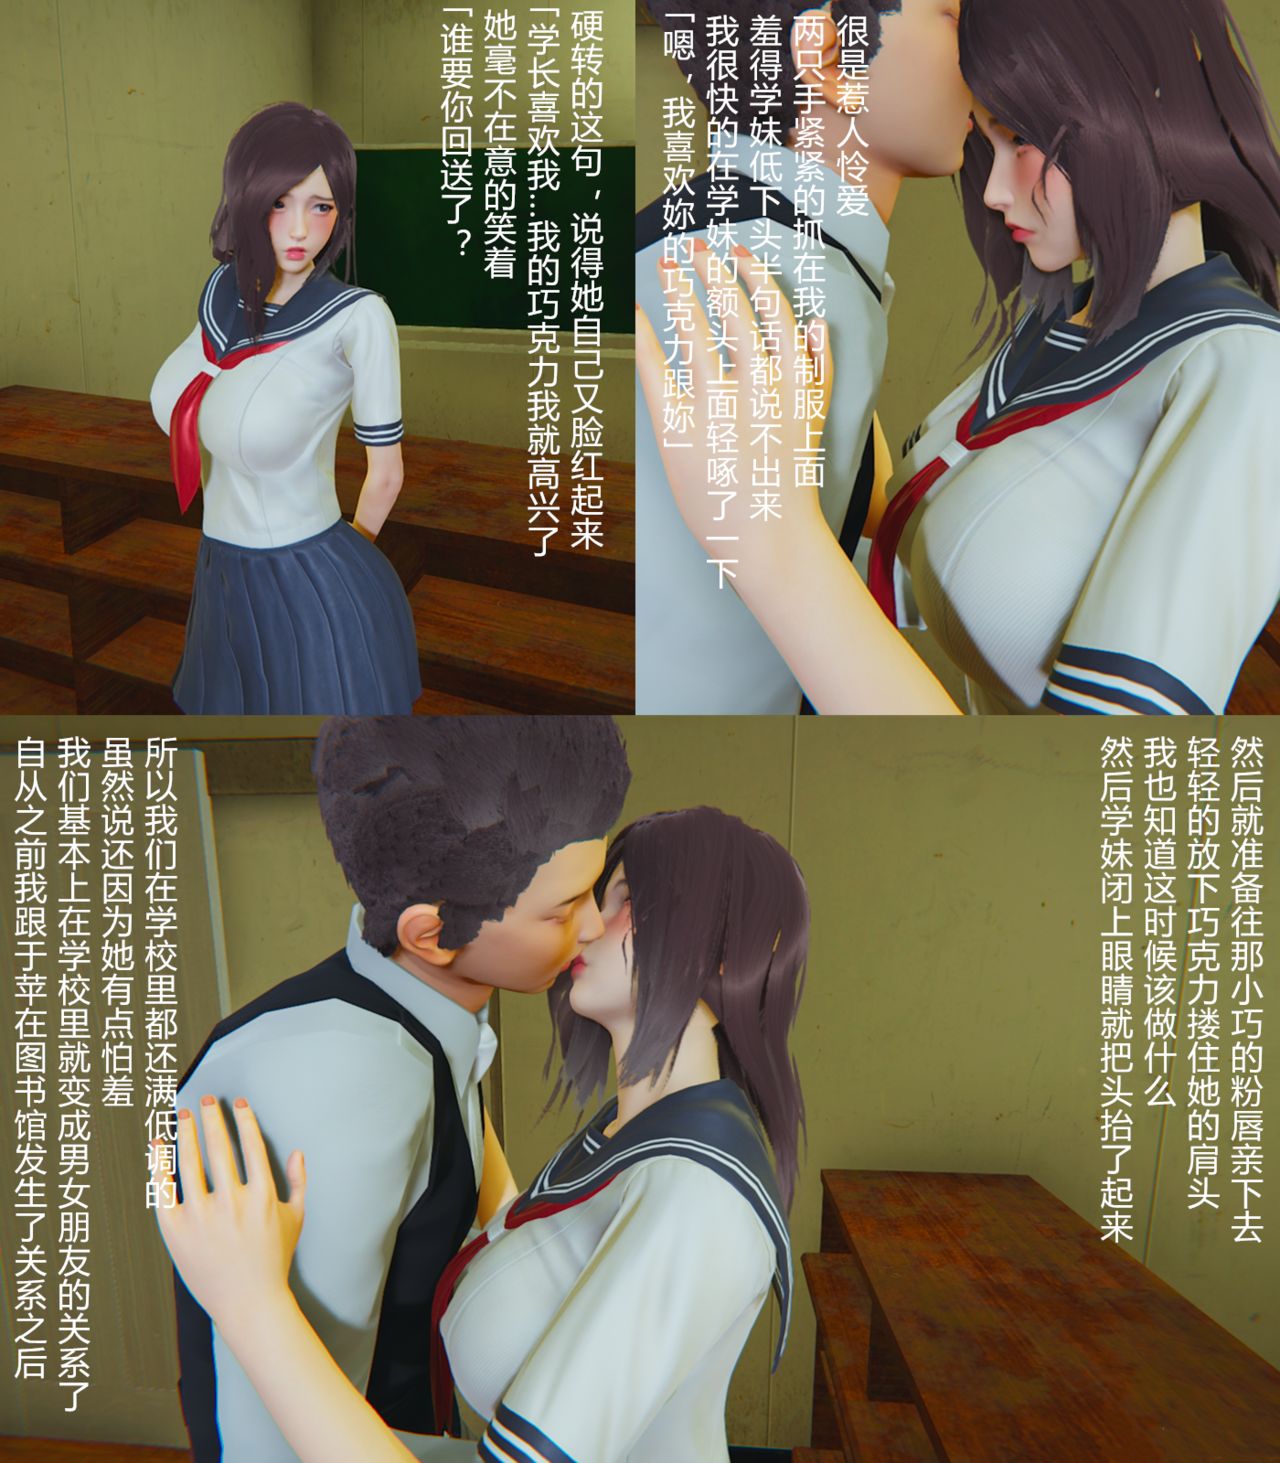 「谁要你回送了？
她毫不在意的笑着
「学长喜欢我...我的巧克力我就高兴了
硬转的这句，说得她自己又脸红起来
「嗯，我喜欢妳的巧克力跟妳」
我很快的在学妹的额头上面轻啄了一下
羞得学妹低下头半句话都说不出来
两只手紧紧的抓在我的制服上面
很是惹人怜爱
自从之前我跟于苹在图书馆发生了关系之后
我们基本上在学校里就变成男女朋友的关系了
虽然说还因为她有点怕羞
所以我们在学校里都还满低调的
然后学妹闭上眼睛就把头抬了起来
我也知道这时候该做什么
轻轻的放下巧克力搂住她的肩头
然后就准备往那小巧的粉唇亲下去